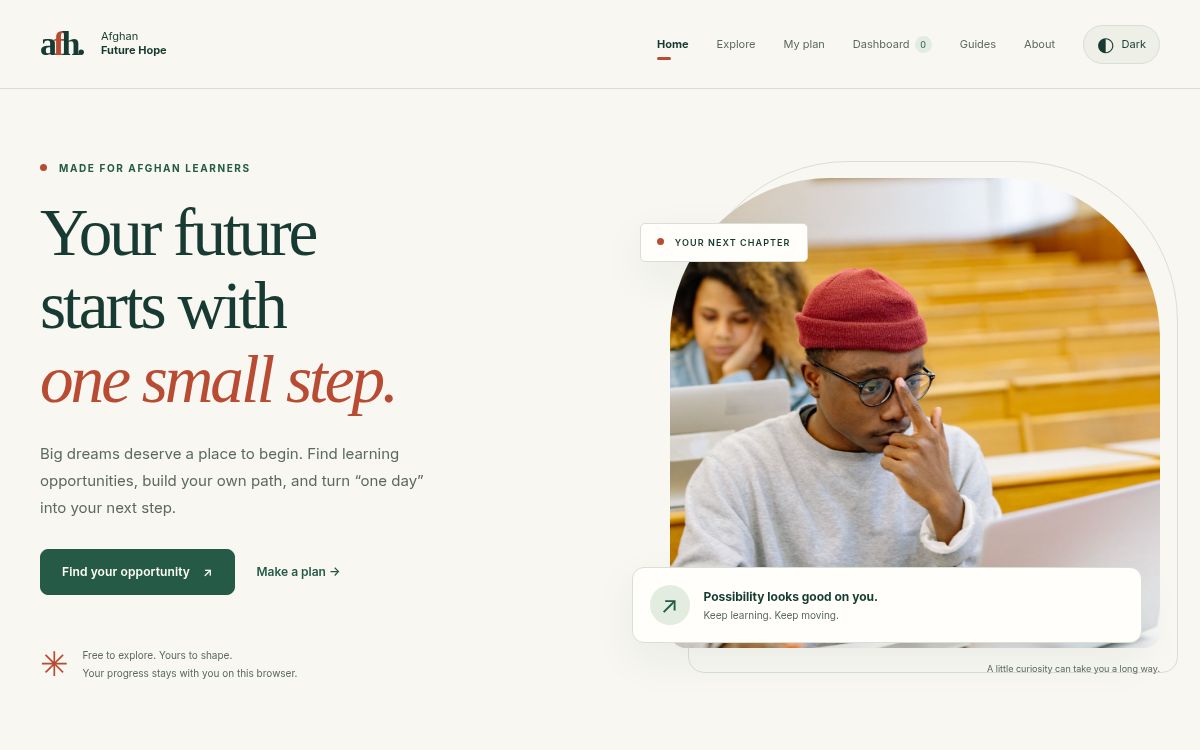 afh.
Afghan
Future Hope
Home
Explore
My plan
Dashboard 0
Guides
About
Dark
MADE FOR AFGHAN LEARNERS
Your future
starts with
one small step.
Big dreams deserve a place to begin. Find learning
opportunities, build your own path, and turn “one day”
into your next step.
Find your opportunity ↗
Make a plan →
Free to explore. Yours to shape.
Your progress stays with you on this browser.
YOUR NEXT CHAPTER
Possibility looks good on you.
Keep learning. Keep moving.
A little curiosity can take you a long way.